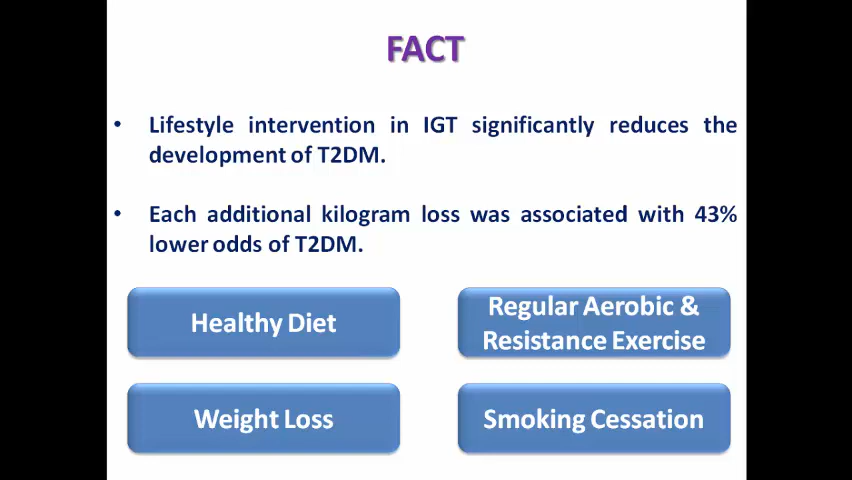 FACT
• Lifestyle intervention in IGT significantly reduces the
development of T2DM.
• Each additional kilogram loss was associated with 43%
lower odds of T2DM.
Healthy Diet
Regular Aerobic &
Resistance Exercise
Weight Loss
Smoking Cessation